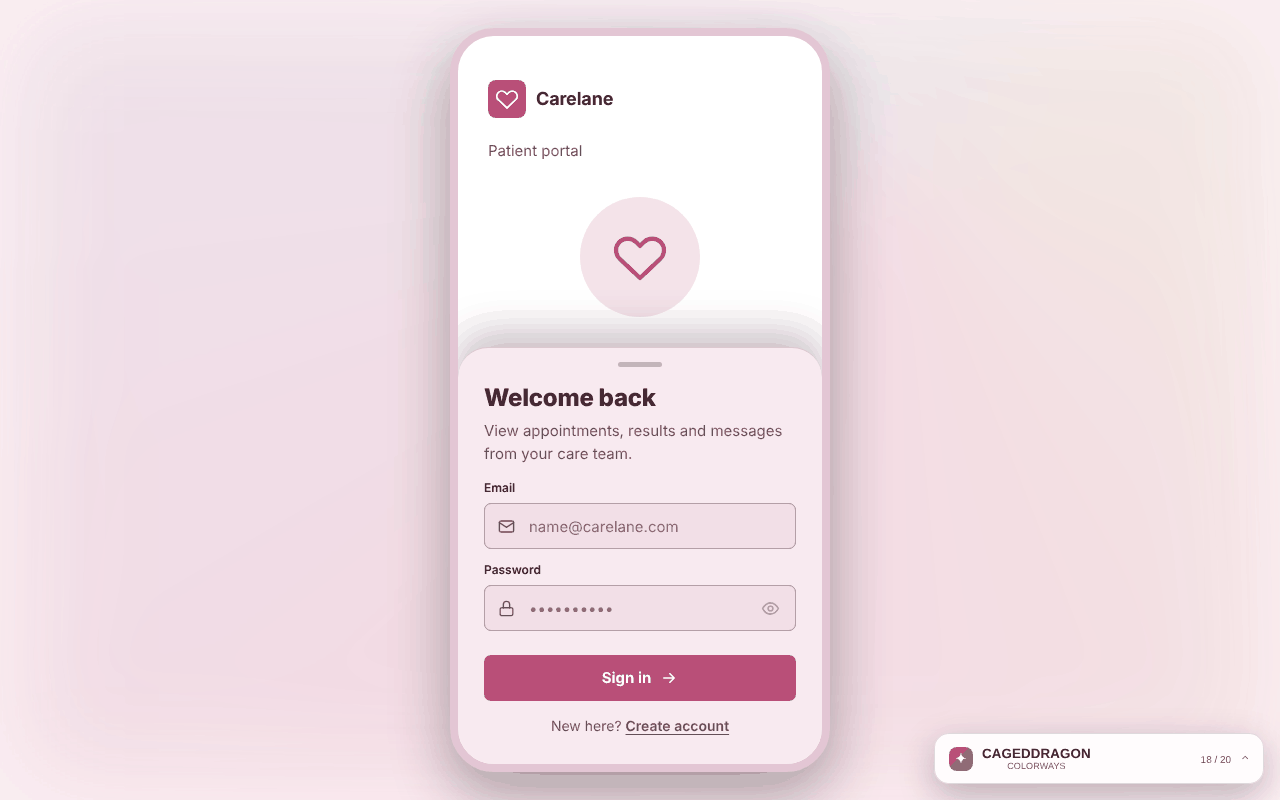 Carelane
Patient portal
Welcome back
View appointments, results and messages
from your care team.
Email
name@carelane.com
Password
Sign in
New here? Create account
CAGEDDRAGON
COLORWAYS
18 / 20